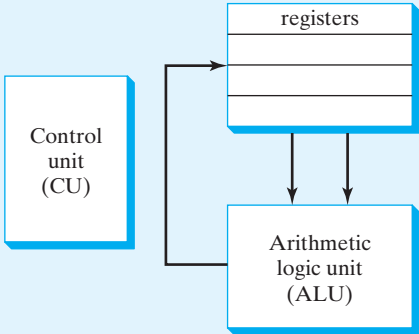 registers
Control
unit
(CU)
Arithmetic
logic unit
(ALU)